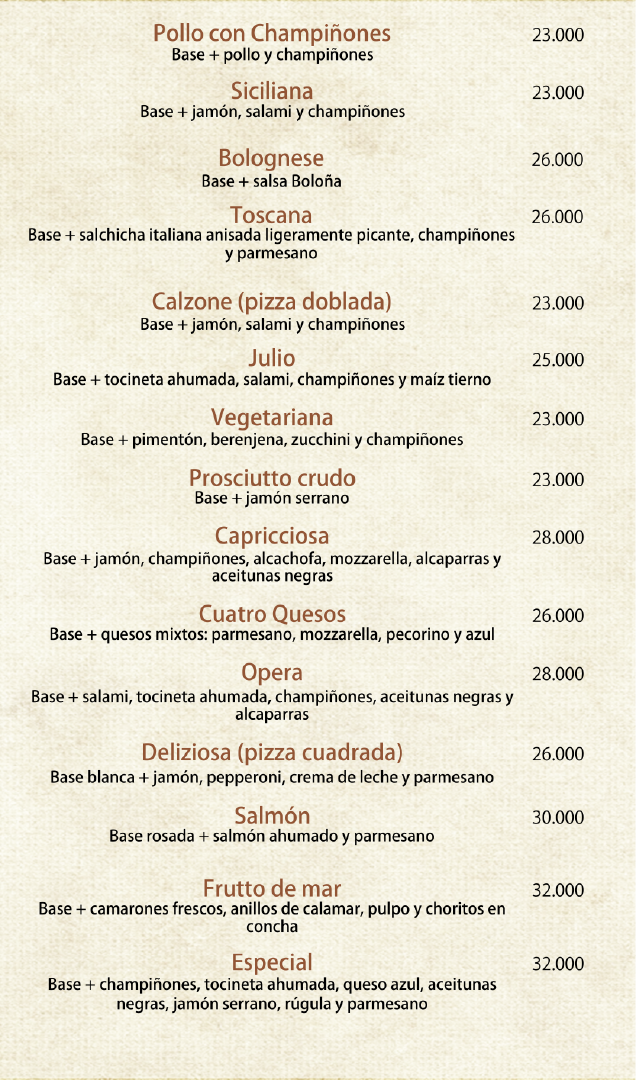 Pollo con Champiñones 23.000
Base + pollo y champiñones
Siciliana 23.000
Base + jamón, salami y champiñones
Bolognese 26.000
Base + salsa Boloña
Toscana 26.000
Base + salchicha italiana anisada ligeramente picante, champiñones
y parmesano
Calzone (pizza doblada) 23.000
Base + jamón, salami y champiñones
Julio 25.000
Base + tocineta ahumada, salami, champiñones y maíz tierno
Vegetariana 23.000
Base + pimentón, berenjena, zucchini y champiñones
Prosciutto crudo 23.000
Base + jamón serrano
Capricciosa 28.000
Base + jamón, champiñones, alcachofa, mozzarella, alcaparras y
aceitunas negras
Cuatro Quesos 26.000
Base + quesos mixtos: parmesano, mozzarella, pecorino y azul
Opera 28.000
Base + salami, tocineta ahumada, champiñones, aceitunas negras y
alcaparras
Deliziosa (pizza cuadrada) 26.000
Base blanca + jamón, pepperoni, crema de leche y parmesano
Salmón 30.000
Base rosada + salmón ahumado y parmesano
Frutto de mar 32.000
Base + camarones frescos, anillos de calamar, pulpo y choritos en
concha
Especial 32.000
Base + champiñones, tocineta ahumada, queso azul, aceitunas
negras, jamón serrano, rúgula y parmesano